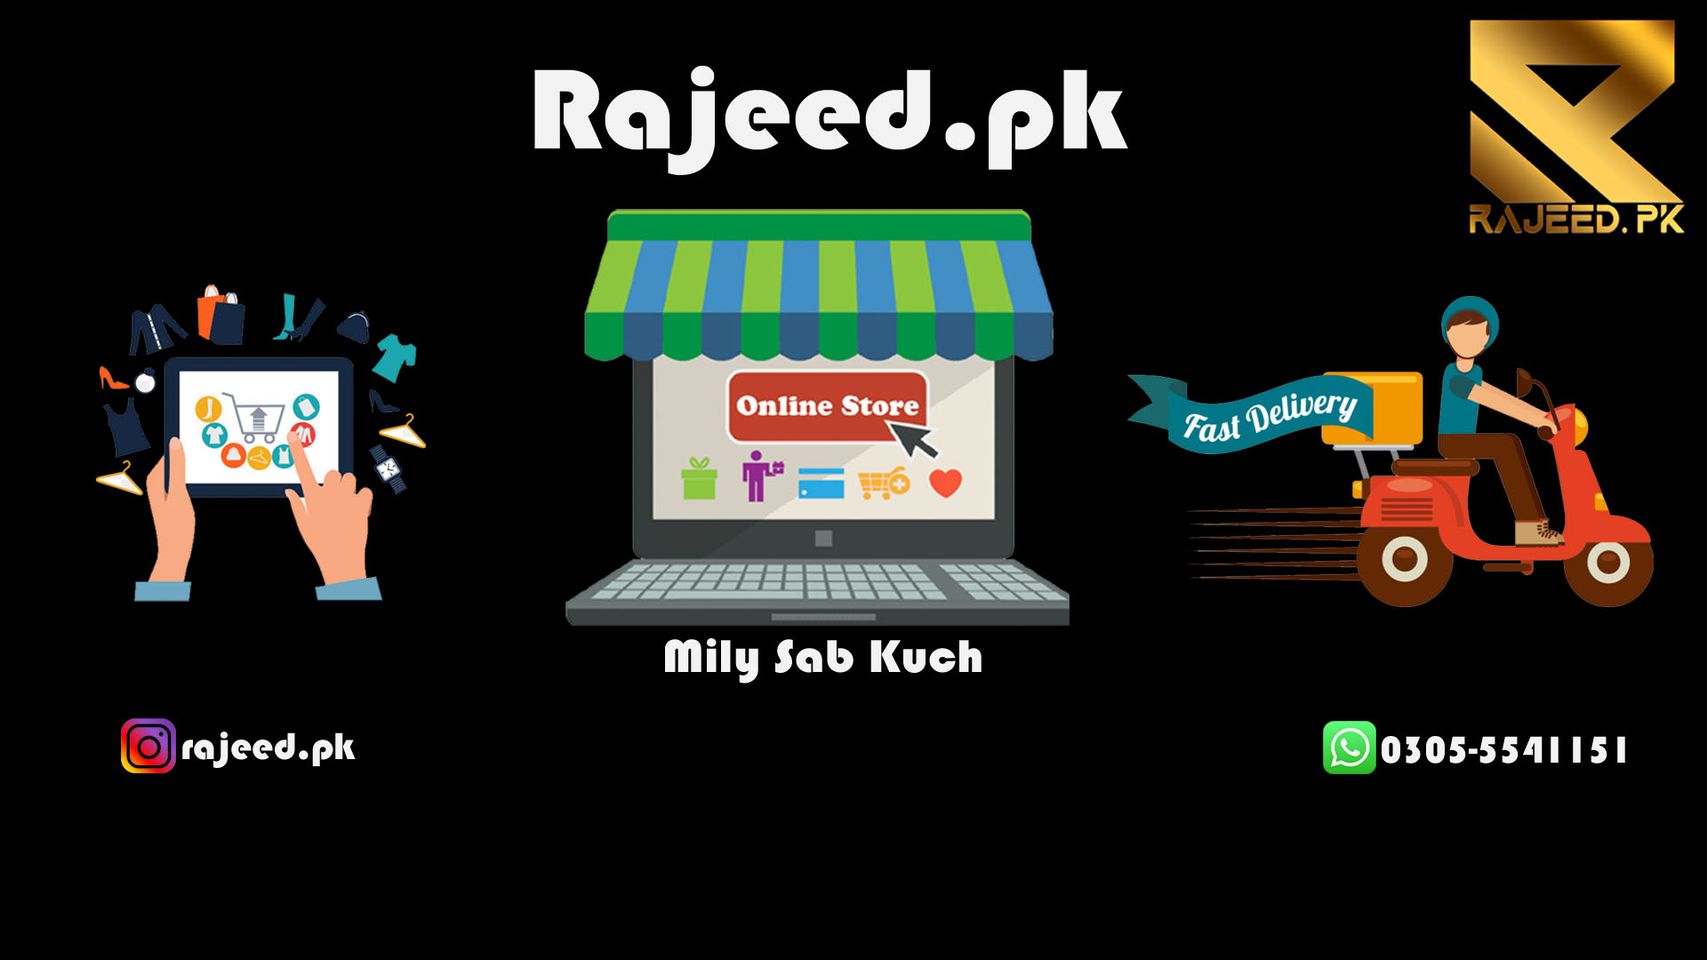 Rajeed.pk
RAJEED.PK
Online Store
Fast Delivery
Mily Sab Kuch
rajeed.pk
0305-5541151